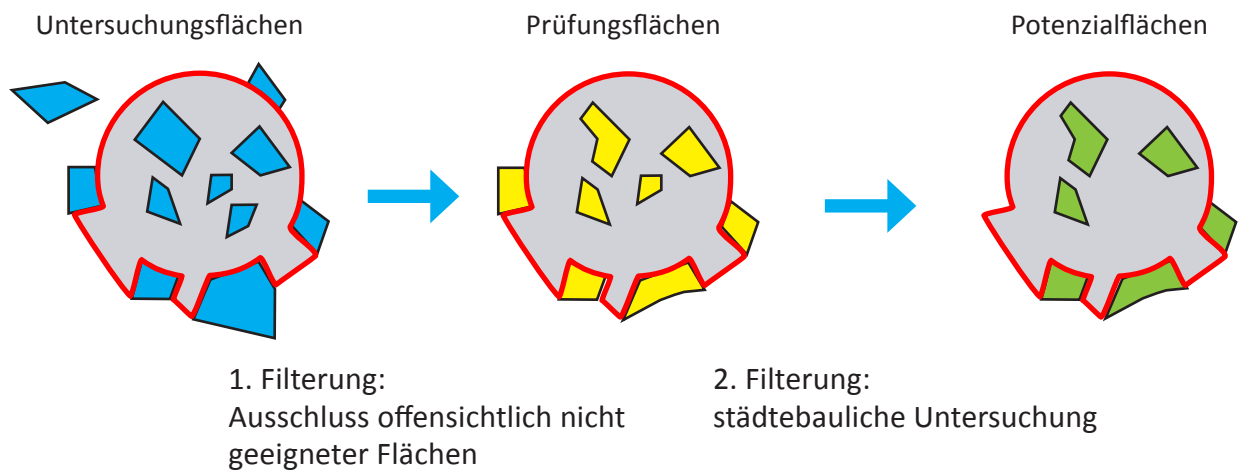 Untersuchungsflächen
Prüfungsflächen
Potenzialflächen
1. Filterung:
Ausschluss offensichtlich nicht
geeigneter Flächen
2. Filterung:
städtebauliche Untersuchung